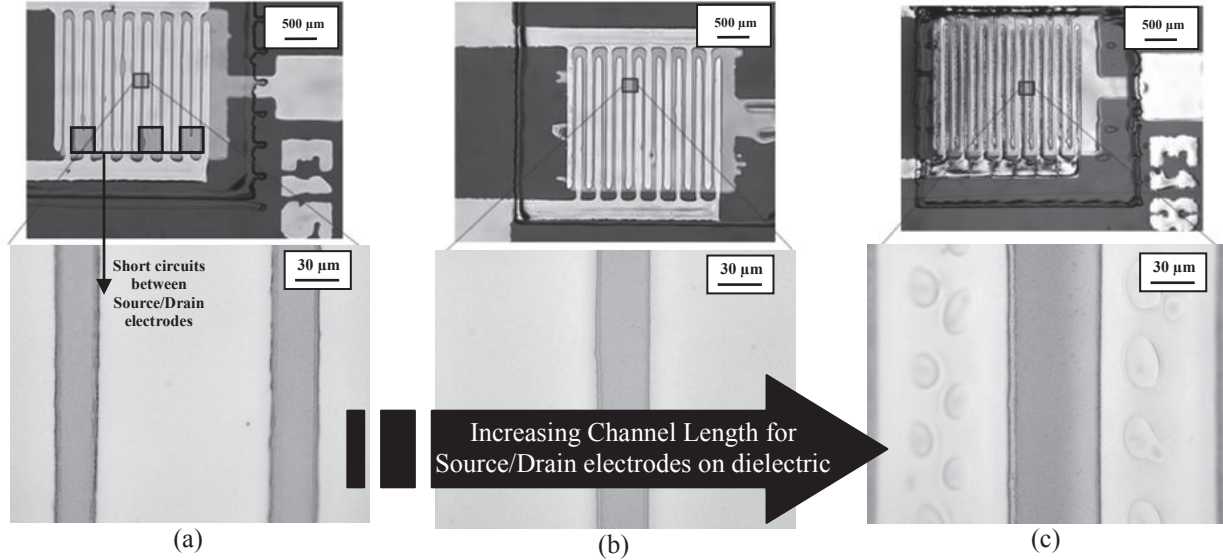 500 µm
500 µm
500 µm
30 µm
30 µm
30 µm
Short circuits
between
Source/Drain
electrodes
Increasing Channel Length for
Source/Drain electrodes on dielectric
(a)
(b)
(c)